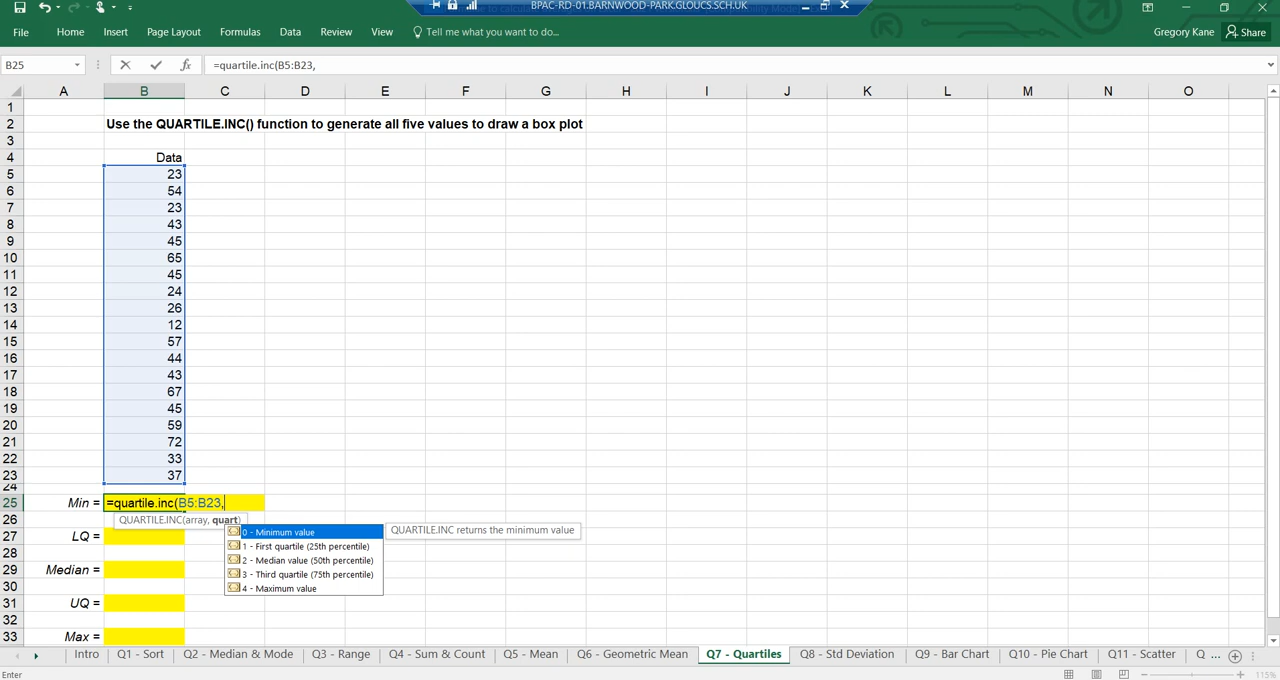 BPAC-RD-01.BARNWOOD-PARK.GLOUCS.SCH.UK
File Home Insert Page Layout Formulas Data Review View Tell me what you want to do... Gregory Kane Share
B25 fx =quartile.inc(B5:B23,
A B C D E F G H I J K L M N O
1
2 Use the QUARTILE.INC() function to generate all five values to draw a box plot
3
4 Data
5 23
6 54
7 23
8 43
9 45
10 65
11 45
12 24
13 26
14 12
15 57
16 44
17 43
18 67
19 45
20 59
21 72
22 33
23 37
24
25 Min = =quartile.inc(B5:B23,
26 QUARTILE.INC(array, quart)
0 - Minimum value QUARTILE.INC returns the minimum value
27 LQ =
1 - First quartile (25th percentile)
28 2 - Median value (50th percentile)
29 Median = 3 - Third quartile (75th percentile)
30 4 - Maximum value
31 UQ =
32
33 Max =
Intro Q1 - Sort Q2 - Median & Mode Q3 - Range Q4 - Sum & Count Q5 - Mean Q6 - Geometric Mean Q7 - Quartiles Q8 - Std Deviation Q9 - Bar Chart Q10 - Pie Chart Q11 - Scatter Q ...
Enter 115%